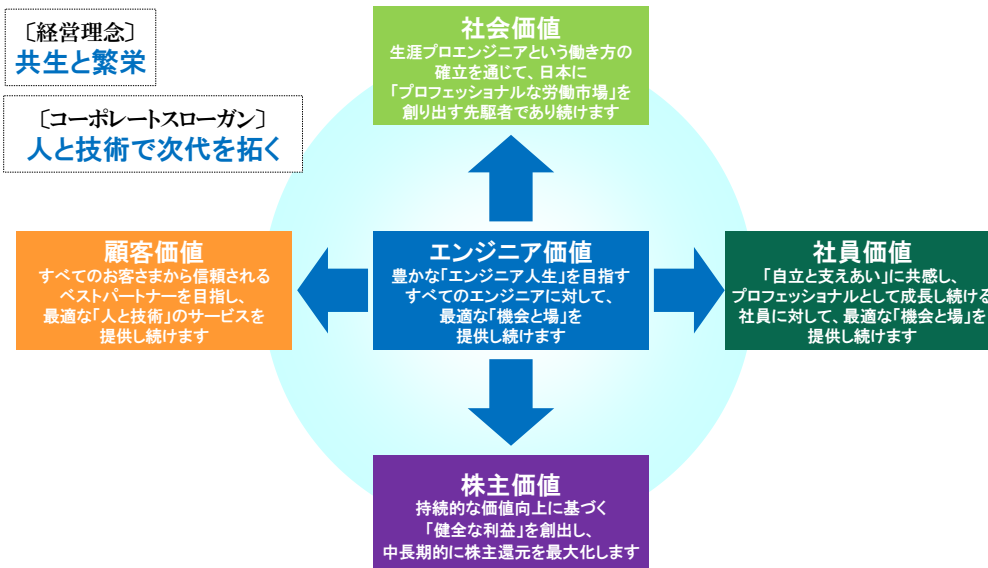 〔経営理念〕
共生と繁栄
〔コーポレートスローガン〕
人と技術で次代を拓く
社会価値
生涯プロエンジニアという働き方の
確立を通じて、日本に
「プロフェッショナルな労働市場」を
創り出す先駆者であり続けます
顧客価値
すべてのお客さまから信頼される
ベストパートナーを目指し、
最適な「人と技術」のサービスを
提供し続けます
エンジニア価値
豊かな「エンジニア人生」を目指す
すべてのエンジニアに対して、
最適な「機会と場」を
提供し続けます
社員価値
「自立と支えあい」に共感し、
プロフェッショナルとして成長し続ける
社員に対して、最適な「機会と場」を
提供し続けます
株主価値
持続的な価値向上に基づく
「健全な利益」を創出し、
中長期的に株主還元を最大化します